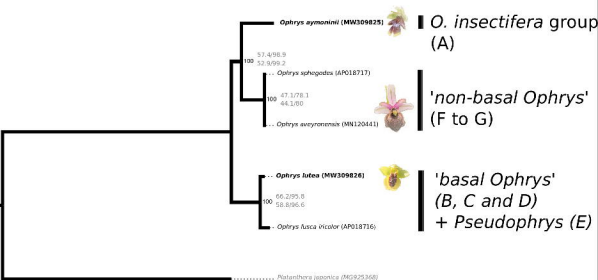 Ophrys aymoninii (MW309825)
O. insectifera group
(A)
100
57.4/98.9
52.9/99.2
Ophrys sphegodes (AP018717)
100
47.1/78.1
44.1/80
'non-basal Ophrys'
(F to G)
Ophrys aveyronensis (MN120441)
Ophrys lutea (MW309826)
'basal Ophrys'
(B, C and D)
+ Pseudophrys (E)
100
66.2/95.8
58.8/96.6
Ophrys fusca iricolor (AP018716)
Platanthera japonica (MG925368)